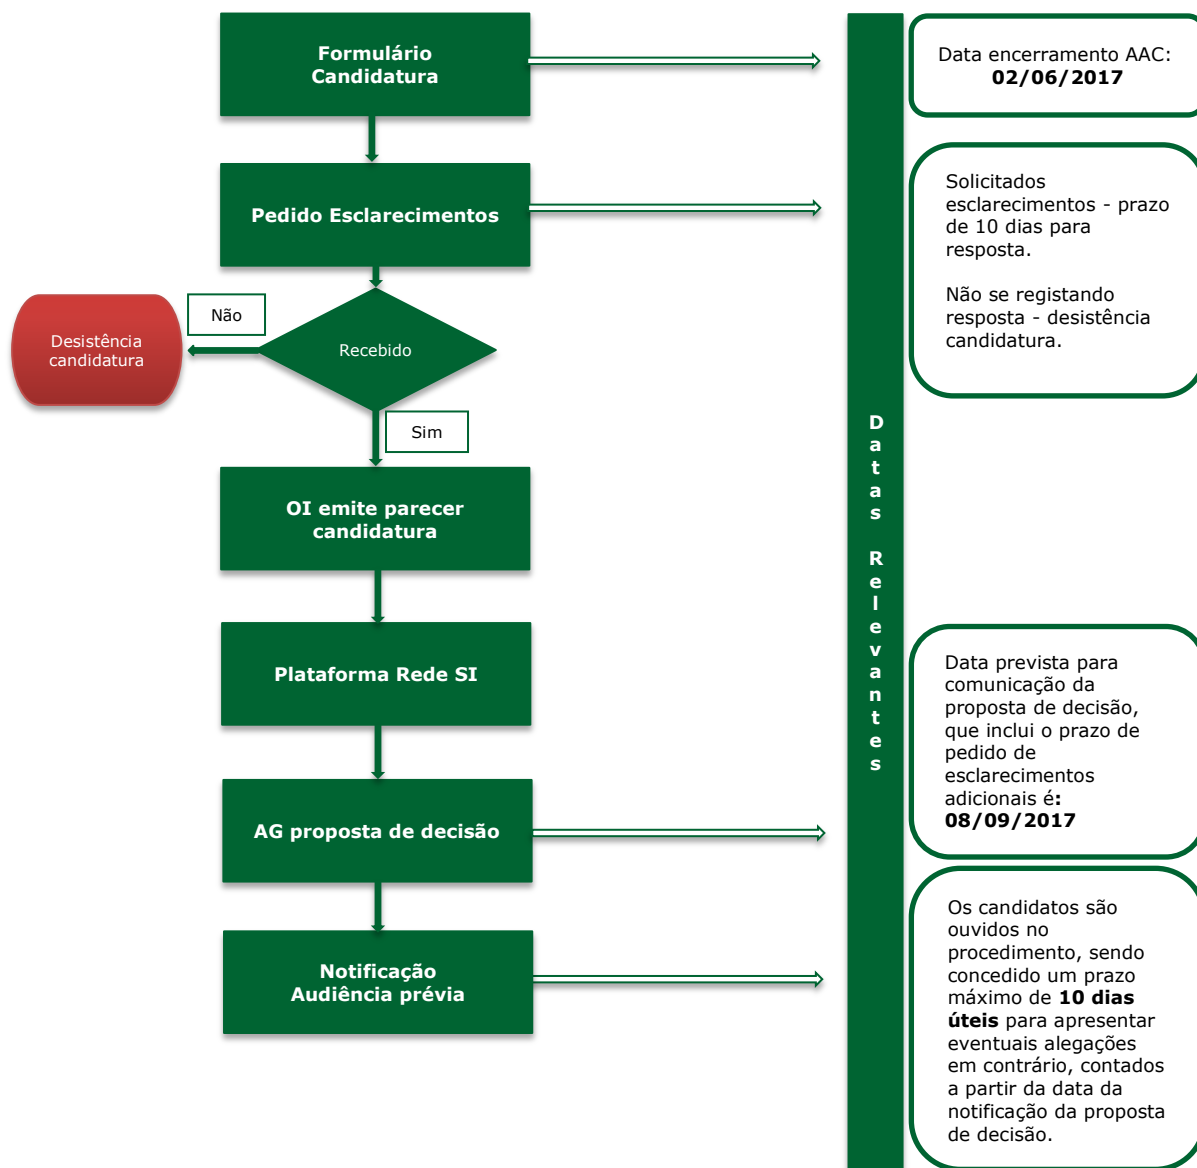 Formulário
Candidatura
Data encerramento AAC:
02/06/2017
Pedido Esclarecimentos
Solicitados
esclarecimentos - prazo
de 10 dias para
resposta.
Não se registando
resposta - desistência
candidatura.
Não
Desistência
candidatura
Recebido
Sim
OI emite parecer
candidatura
Datas Relevantes
Plataforma Rede SI
Data prevista para
comunicação da
proposta de decisão,
que inclui o prazo de
pedido de
esclarecimentos
adicionais é:
08/09/2017
AG proposta de decisão
Notificação
Audiência prévia
Os candidatos são
ouvidos no
procedimento, sendo
concedido um prazo
máximo de 10 dias
úteis para apresentar
eventuais alegações
em contrário, contados
a partir da data da
notificação da proposta
de decisão.